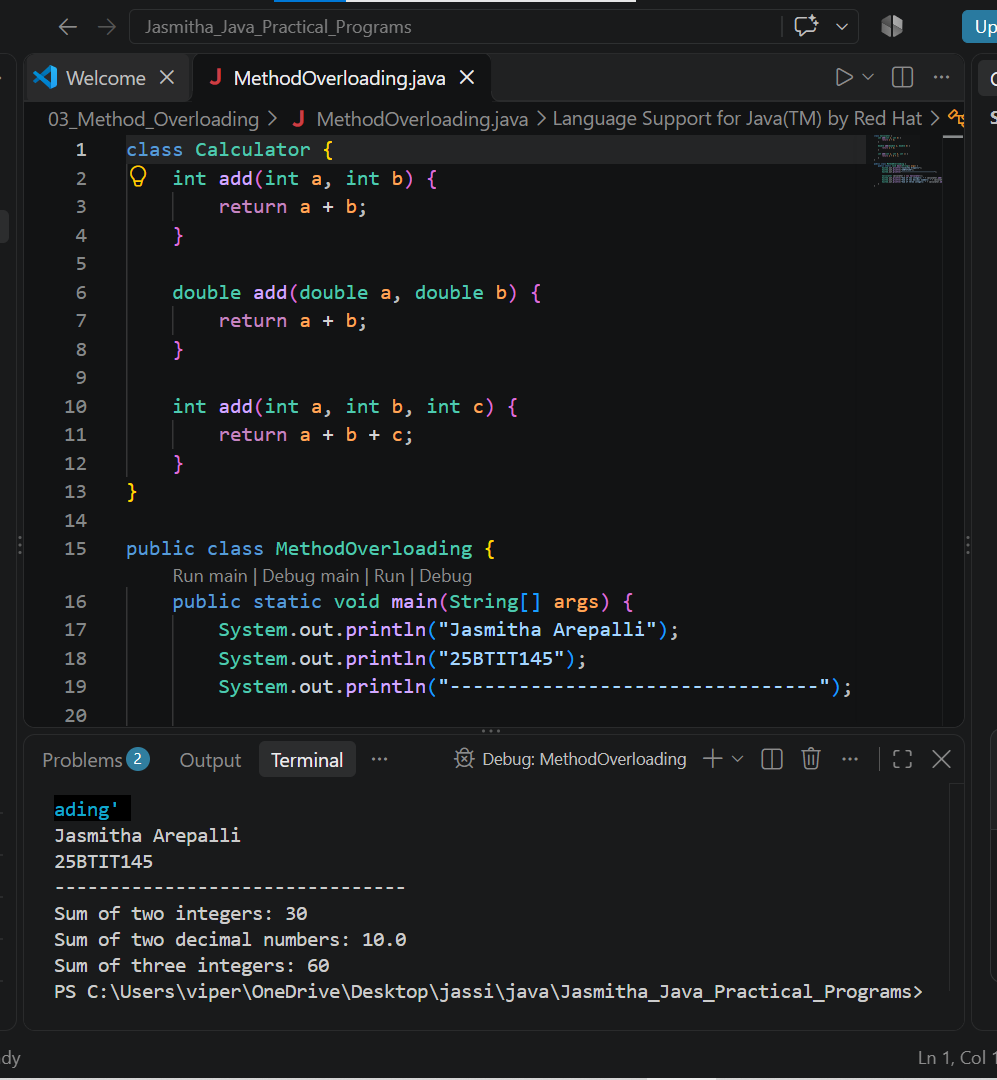 Jasmitha_Java_Practical_Programs
Up
Welcome
J MethodOverloading.java
03_Method_Overloading > J MethodOverloading.java > Language Support for Java(TM) by Red Hat >
1 class Calculator {
2     int add(int a, int b) {
3         return a + b;
4     }
5
6     double add(double a, double b) {
7         return a + b;
8     }
9
10     int add(int a, int b, int c) {
11         return a + b + c;
12     }
13 }
14
15 public class MethodOverloading {
Run main | Debug main | Run | Debug
16     public static void main(String[] args) {
17         System.out.println("Jasmitha Arepalli");
18         System.out.println("25BTIT145");
19         System.out.println("--------------------------------");
20
Problems 2 Output Terminal ··· Debug: MethodOverloading
ading'
Jasmitha Arepalli
25BTIT145
--------------------------------
Sum of two integers: 30
Sum of two decimal numbers: 10.0
Sum of three integers: 60
PS C:\Users\viper\OneDrive\Desktop\jassi\java\Jasmitha_Java_Practical_Programs>
dy
Ln 1, Col 1